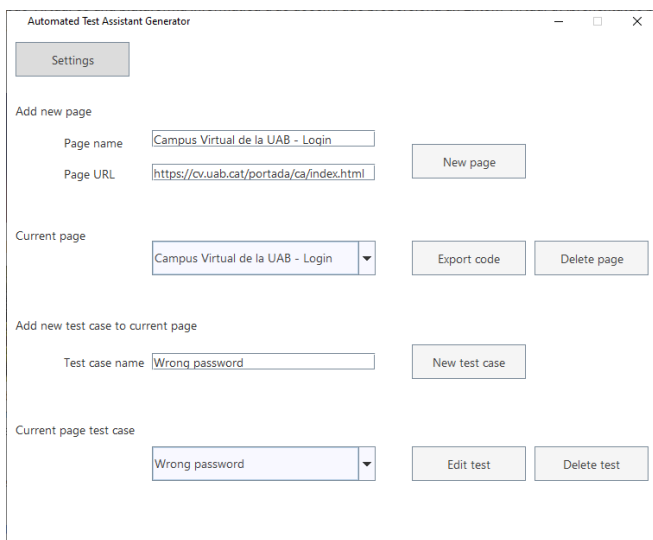 Automated Test Assistant Generator
Settings
Add new page
Page name Campus Virtual de la UAB - Login
New page
Page URL https://cv.uab.cat/portada/ca/index.html
Current page
Campus Virtual de la UAB - Login Export code Delete page
Add new test case to current page
Test case name Wrong password New test case
Current page test case
Wrong password Edit test Delete test